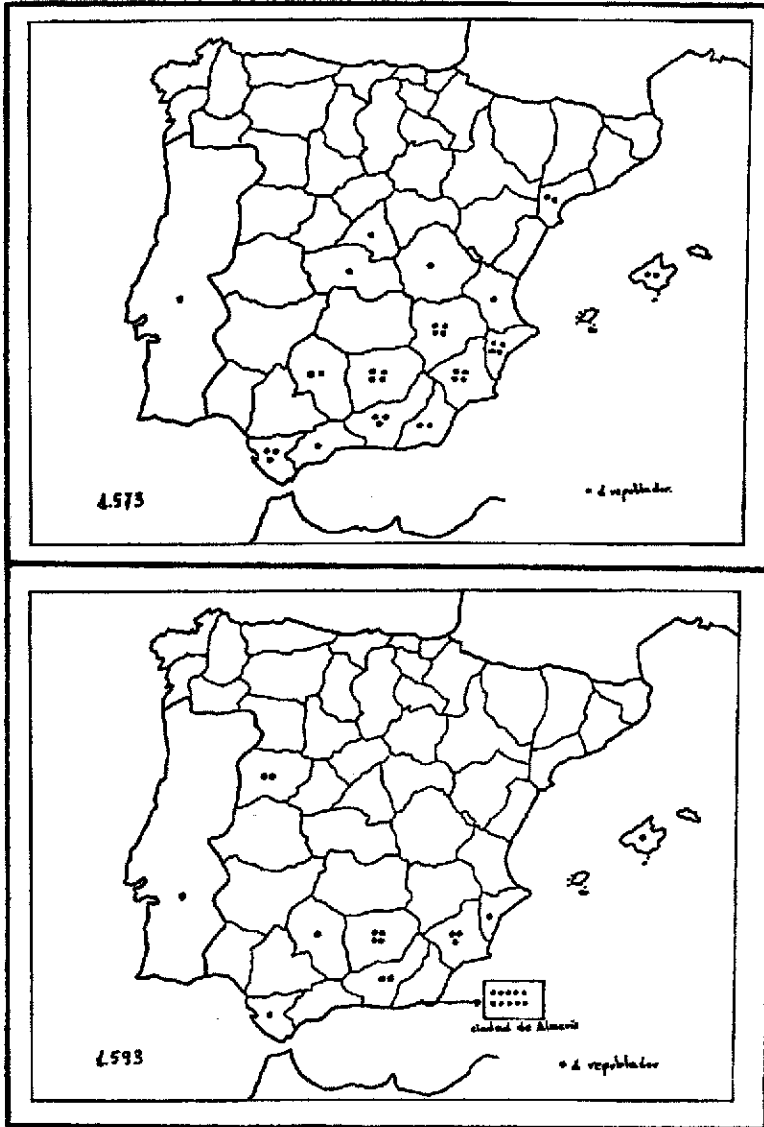 1.573
• 1 repoblador.
ciudad de Almería
1.593
• 1 repoblador